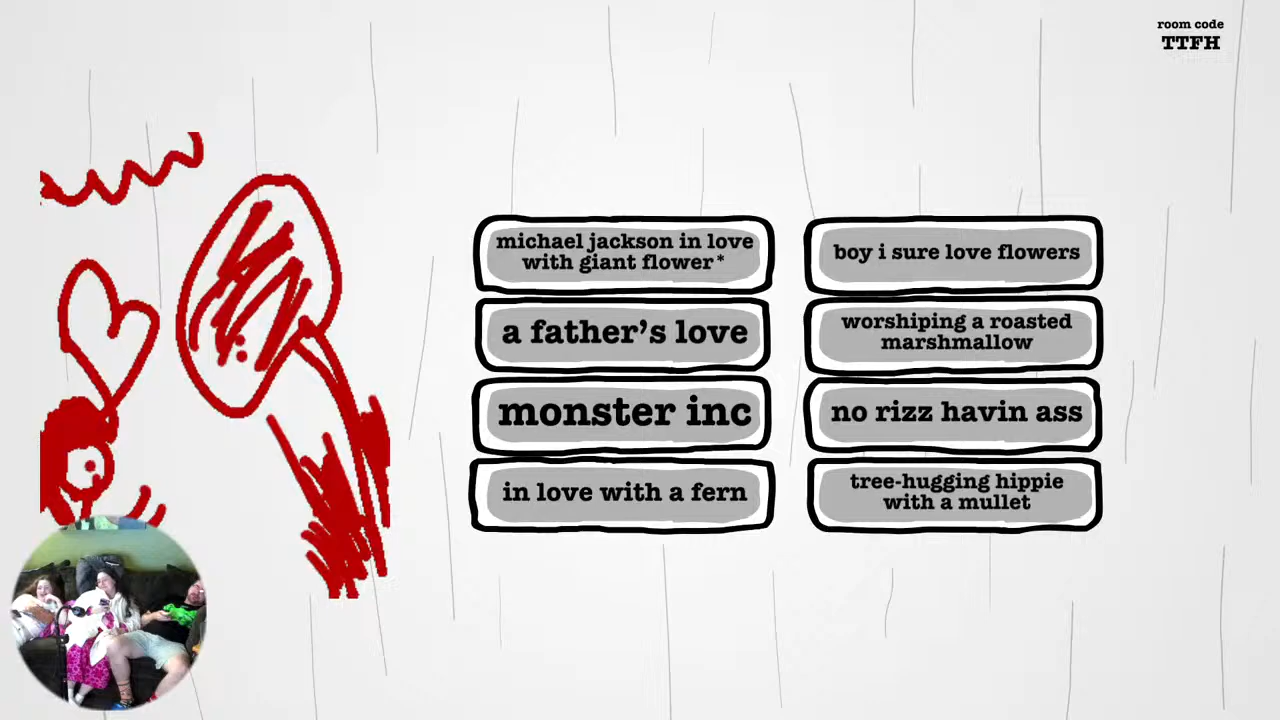 room code
TTFH
michael jackson in love
with giant flower*
boy i sure love flowers
a father's love
worshiping a roasted
marshmallow
monster inc
no rizz havin ass
in love with a fern
tree-hugging hippie
with a mullet